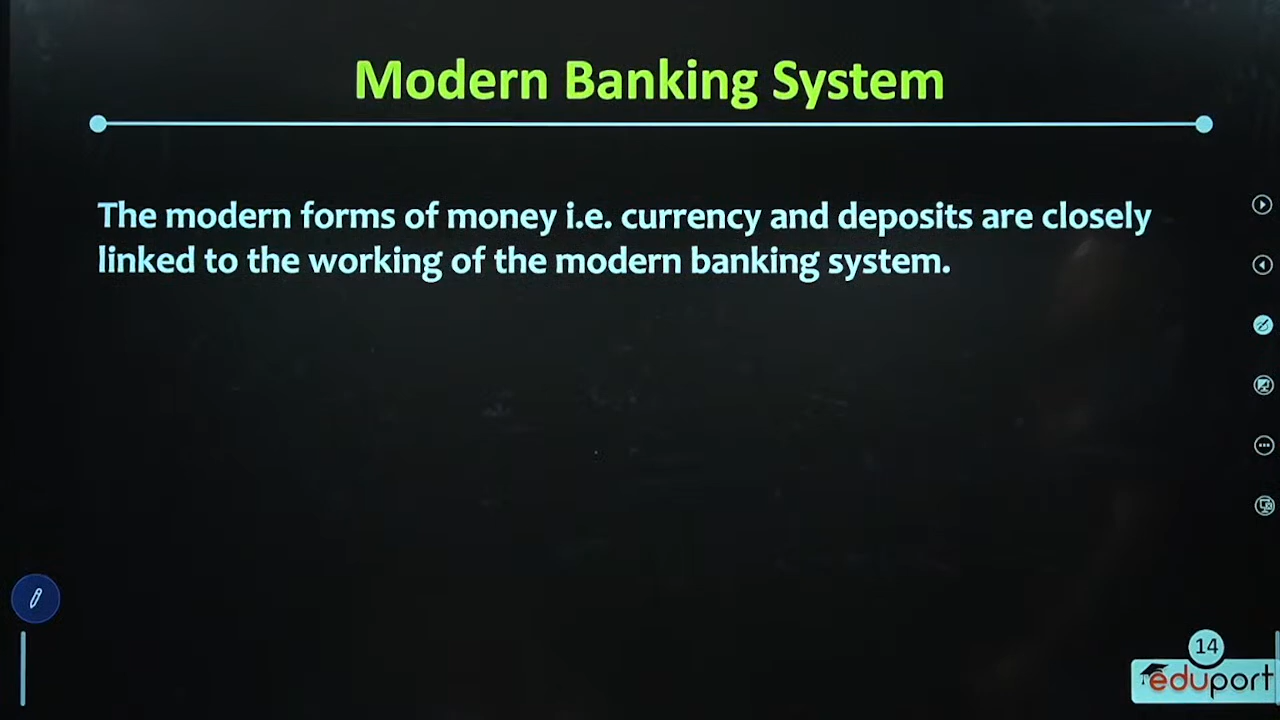 Modern Banking System
The modern forms of money i.e. currency and deposits are closely
linked to the working of the modern banking system.
14
eduport